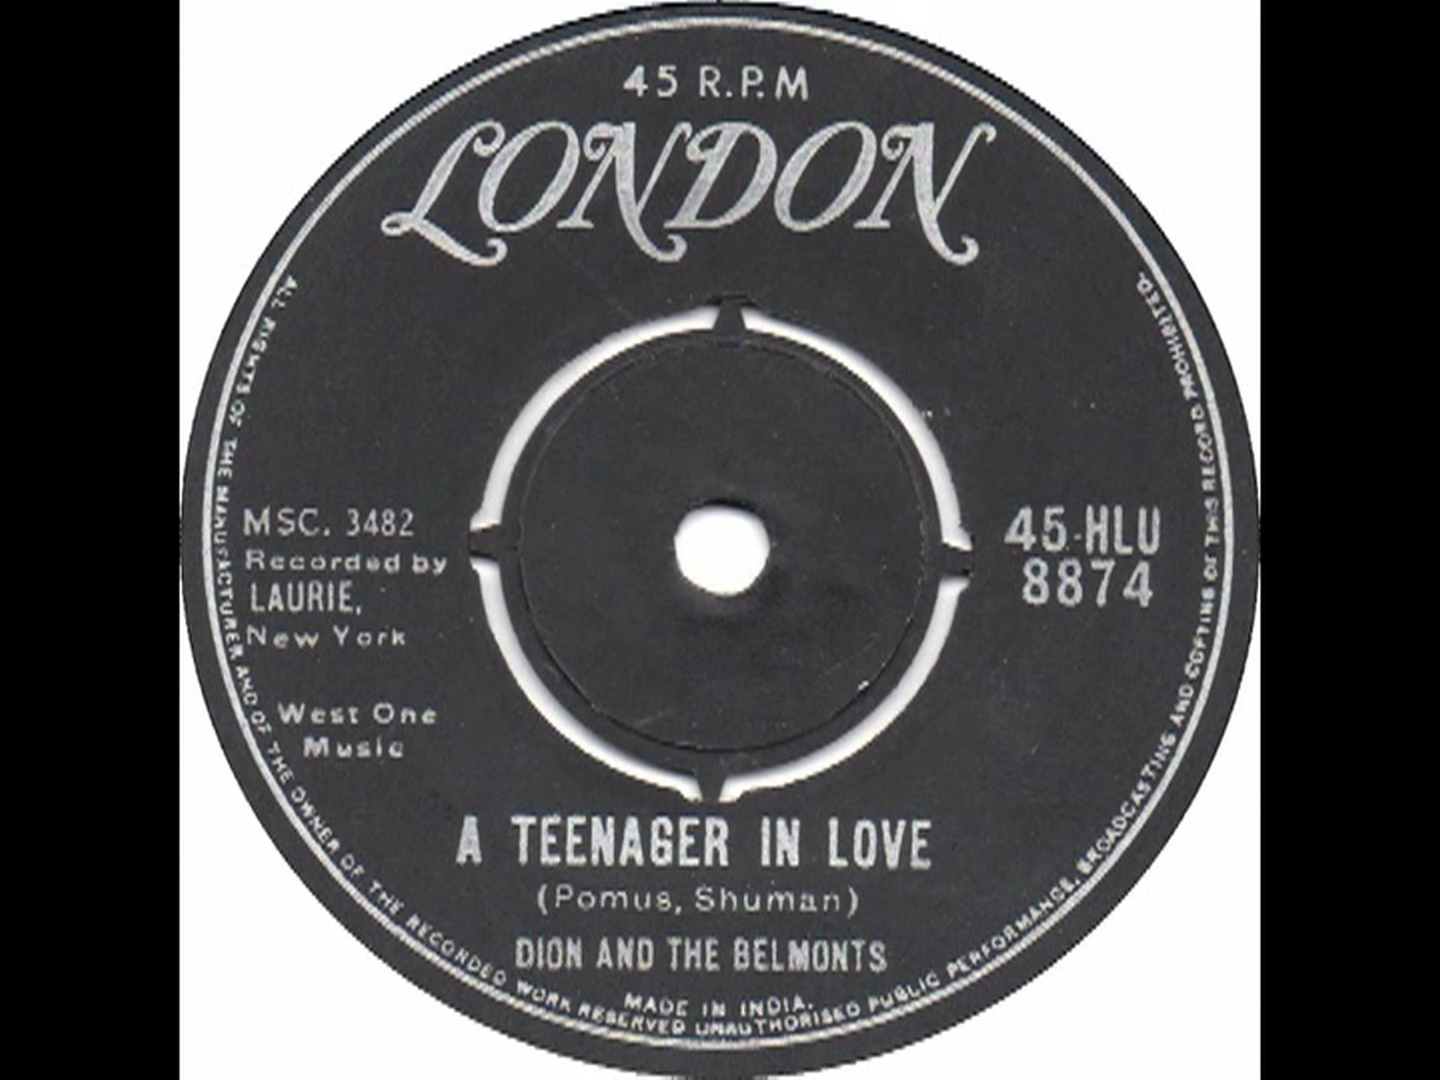 45 R.P.M
LONDON
MSC. 3482
Recorded by
LAURIE,
New York
West One
Music
45-HLU
8874
A TEENAGER IN LOVE
(Pomus, Shuman)
DION AND THE BELMONTS
MADE IN INDIA.
ALL RIGHTS OF THE MANUFACTURER AND OF THE OWNER OF THE RECORDED WORK RESERVED UNAUTHORISED PUBLIC PERFORMANCE, BROADCASTING AND COPYING OF THIS RECORD PROHIBITED.